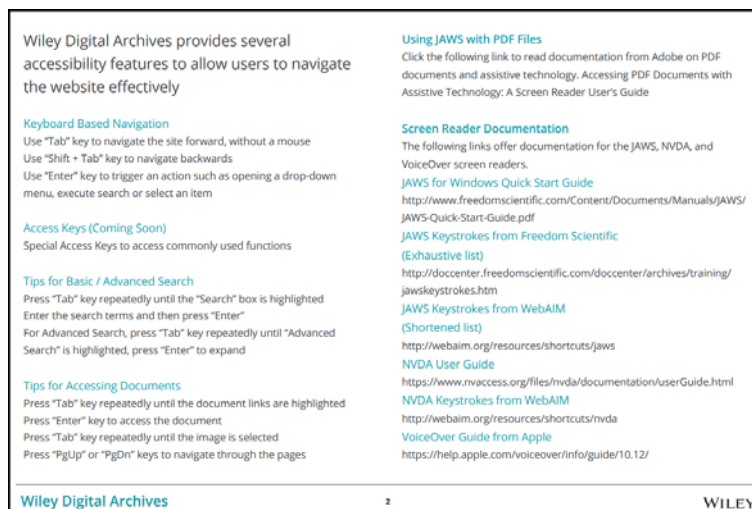 Wiley Digital Archives provides several
accessibility features to allow users to navigate
the website effectively
Keyboard Based Navigation
Use “Tab” key to navigate the site forward, without a mouse
Use “Shift + Tab” key to navigate backwards
Use “Enter” key to trigger an action such as opening a drop-down
menu, execute search or select an item
Access Keys (Coming Soon)
Special Access Keys to access commonly used functions
Tips for Basic / Advanced Search
Press “Tab” key repeatedly until the “Search” box is highlighted
Enter the search terms and then press “Enter”
For Advanced Search, press “Tab” key repeatedly until “Advanced
Search” is highlighted, press “Enter” to expand
Tips for Accessing Documents
Press “Tab” key repeatedly until the document links are highlighted
Press “Enter” key to access the document
Press “Tab” key repeatedly until the image is selected
Press “PgUp” or “PgDn” keys to navigate through the pages
Using JAWS with PDF Files
Click the following link to read documentation from Adobe on PDF
documents and assistive technology. Accessing PDF Documents with
Assistive Technology: A Screen Reader User’s Guide
Screen Reader Documentation
The following links offer documentation for the JAWS, NVDA, and
VoiceOver screen readers.
JAWS for Windows Quick Start Guide
http://www.freedomscientific.com/Content/Documents/Manuals/JAWS/
JAWS-Quick-Start-Guide.pdf
JAWS Keystrokes from Freedom Scientific
(Exhaustive list)
http://doccenter.freedomscientific.com/doccenter/archives/training/
jawskeystrokes.htm
JAWS Keystrokes from WebAIM
(Shortened list)
http://webaim.org/resources/shortcuts/jaws
NVDA User Guide
https://www.nvaccess.org/files/nvda/documentation/userGuide.html
NVDA Keystrokes from WebAIM
http://webaim.org/resources/shortcuts/nvda
VoiceOver Guide from Apple
https://help.apple.com/voiceover/info/guide/10.12/
Wiley Digital Archives
2
WILEY